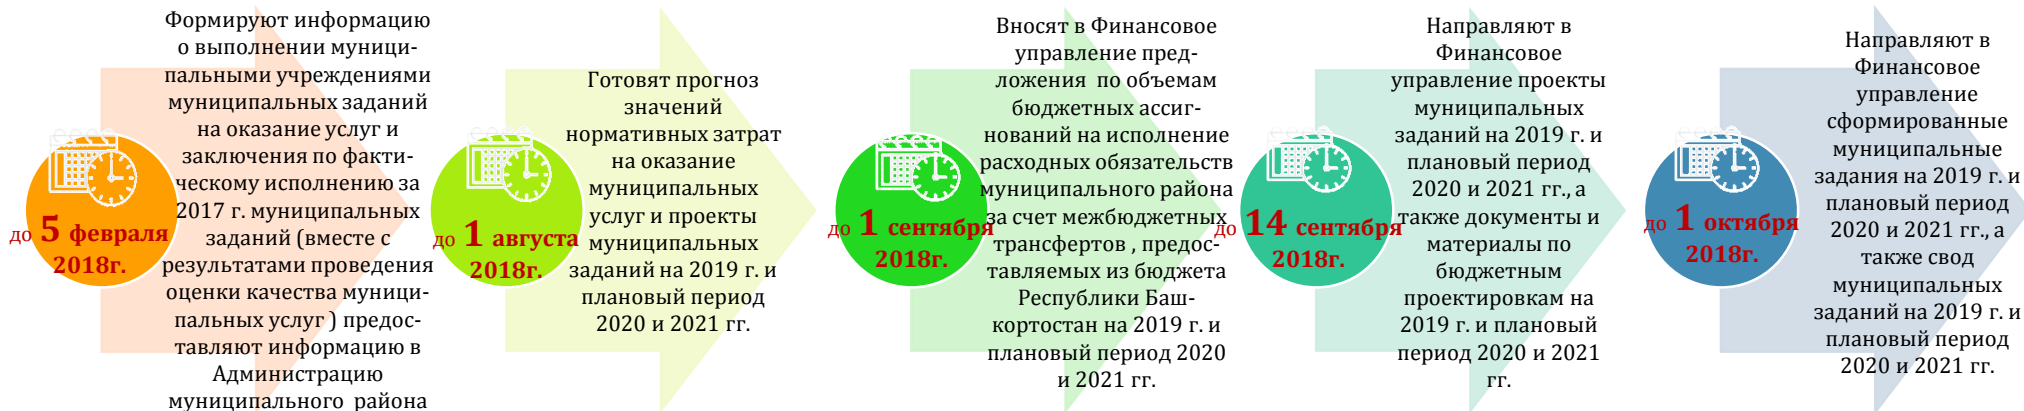 до 5 февраля
2018г.
Формируют информацию
о выполнении муници-
пальными учреждениями
муниципальных заданий
на оказание услуг и
заключения по факти-
ческому исполнению за
2017 г. муниципальных
заданий (вместе с
результатами проведения
оценки качества муници-
пальных услуг ) предос-
тавляют информацию в
Администрацию
муниципального района
до 1 августа
2018г.
Готовят прогноз
значений
нормативных затрат
на оказание
муниципальных
услуг и проекты
муниципальных
заданий на 2019 г. и
плановый период
2020 и 2021 гг.
до 1 сентября
2018г.
Вносят в Финансовое
управление пред-
ложения по объемам
бюджетных ассиг-
нований на исполнение
расходных обязательств
муниципального района
за счет межбюджетных
трансфертов , предос-
тавляемых из бюджета
Республики Баш-
кортостан на 2019 г. и
плановый период 2020
и 2021 гг.
до 14 сентября
2018г.
Направляют в
Финансовое
управление проекты
муниципальных
заданий на 2019 г. и
плановый период
2020 и 2021 гг., а
также документы и
материалы по
бюджетным
проектировкам на
2019 г. и плановый
период 2020 и 2021
гг.
до 1 октября
2018г.
Направляют в
Финансовое
управление
сформированные
муниципальные
задания на 2019 г. и
плановый период
2020 и 2021 гг., а
также свод
муниципальных
заданий на 2019 г. и
плановый период
2020 и 2021 гг.